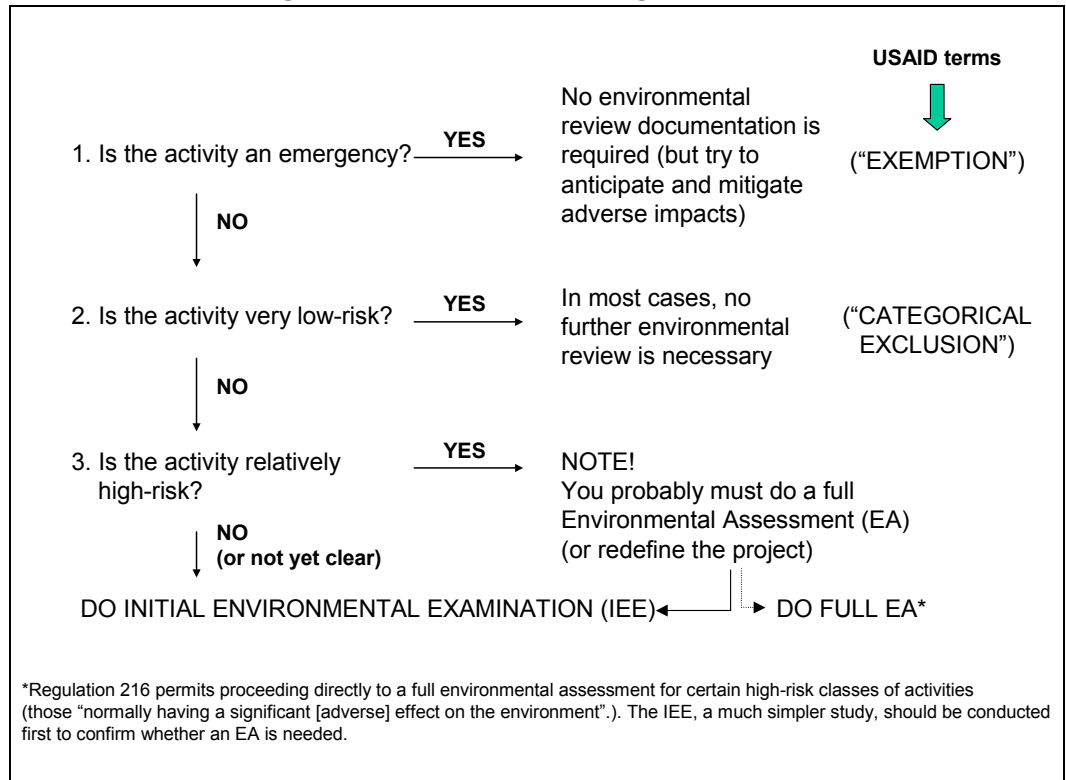 USAID terms
1. Is the activity an emergency?
YES
No environmental
review documentation is
required (but try to
anticipate and mitigate
adverse impacts)
(“EXEMPTION”)
NO
2. Is the activity very low-risk?
YES
In most cases, no
further environmental
review is necessary
(“CATEGORICAL
EXCLUSION”)
NO
3. Is the activity relatively
high-risk?
YES
NOTE!
You probably must do a full
Environmental Assessment (EA)
(or redefine the project)
NO
(or not yet clear)
DO INITIAL ENVIRONMENTAL EXAMINATION (IEE)
DO FULL EA*
*Regulation 216 permits proceeding directly to a full environmental assessment for certain high-risk classes of activities
(those “normally having a significant [adverse] effect on the environment”.). The IEE, a much simpler study, should be conducted
first to confirm whether an EA is needed.